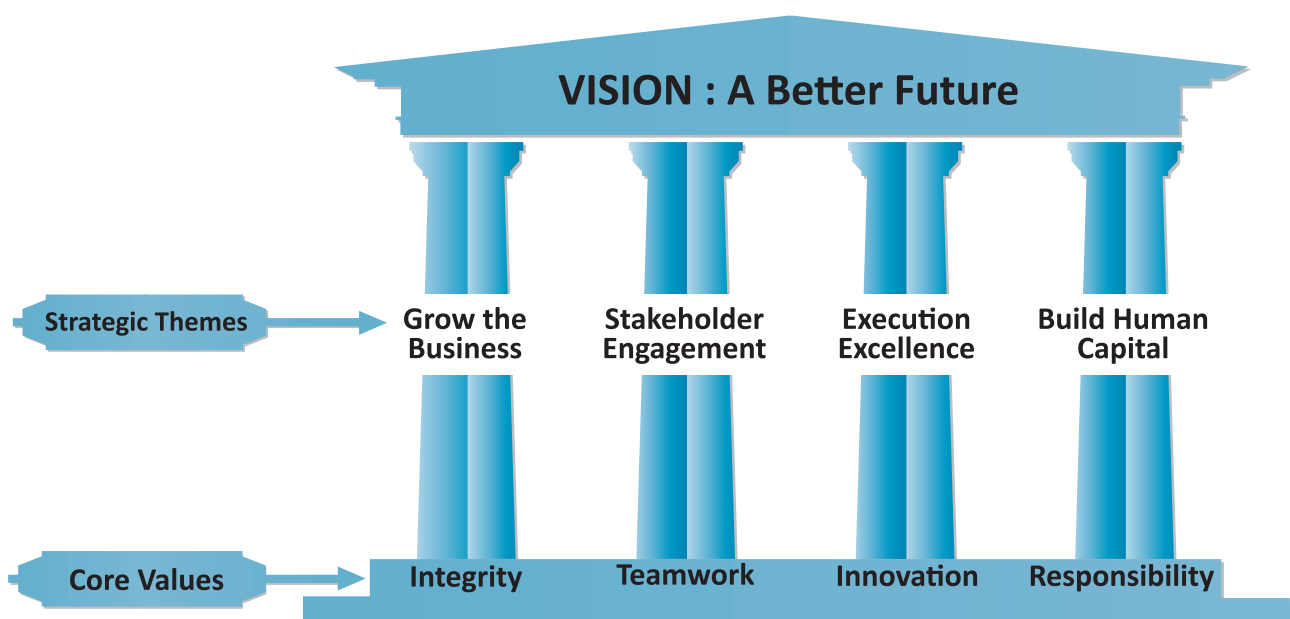 VISION : A Better Future
Strategic Themes
Grow the
Business
Stakeholder
Engagement
Execution
Excellence
Build Human
Capital
Core Values
Integrity
Teamwork
Innovation
Responsibility